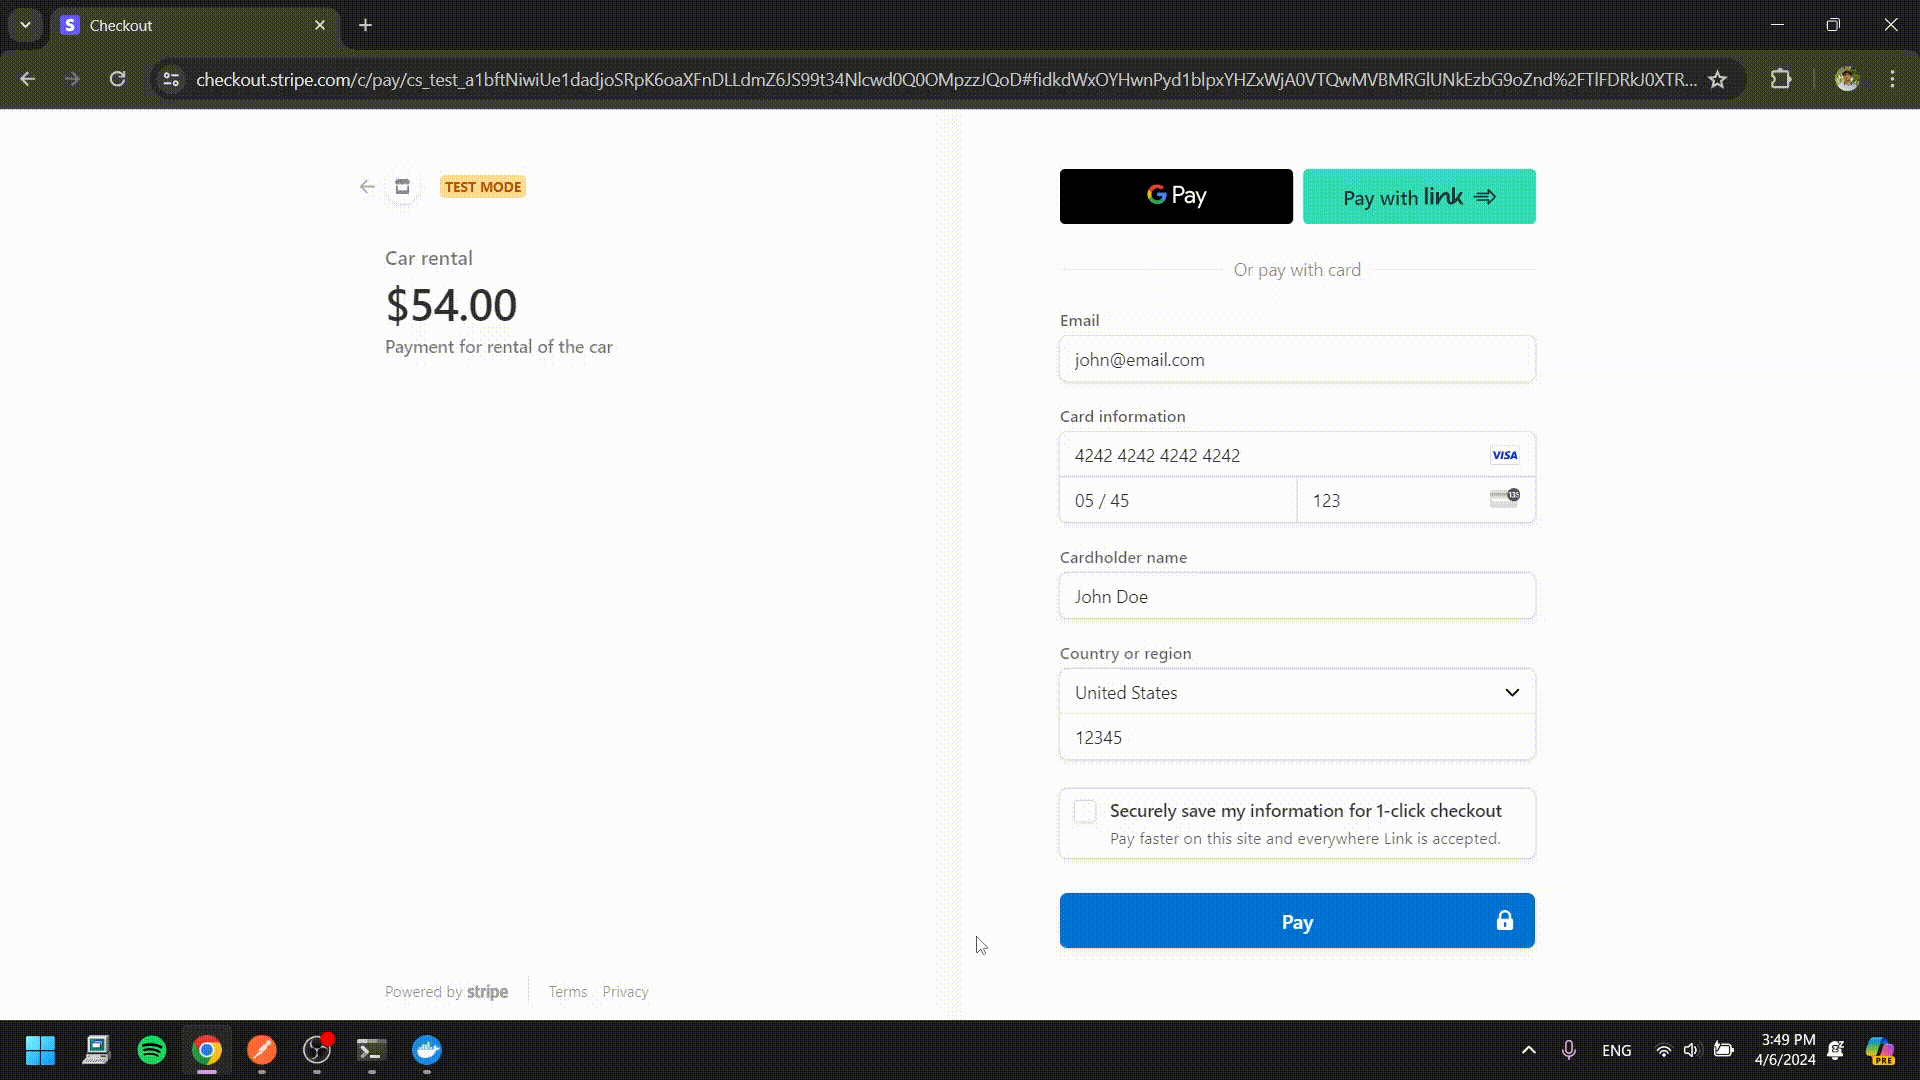 Checkout
checkout.stripe.com/c/pay/cs_test_a1bftNiwiUe1dadjoSRpK6oaXFnDLLdmZ6JS99t34Nlcwd0Q0OMpzzJQoD#fidkdWxOYHwnPyd1blpxYHZxWjA0VTQwMVBMRGlUNkEzbG9oZnd%2FTlFDRkJ0XTR...
TEST MODE
Car rental
$54.00
Payment for rental of the car
G Pay
Pay with link
Or pay with card
Email
john@email.com
Card information
4242 4242 4242 4242
VISA
05 / 45
123
135
Cardholder name
John Doe
Country or region
United States
12345
Securely save my information for 1-click checkout
Pay faster on this site and everywhere Link is accepted.
Pay
Powered by stripe
Terms
Privacy
ENG
3:49 PM
4/6/2024
PRE